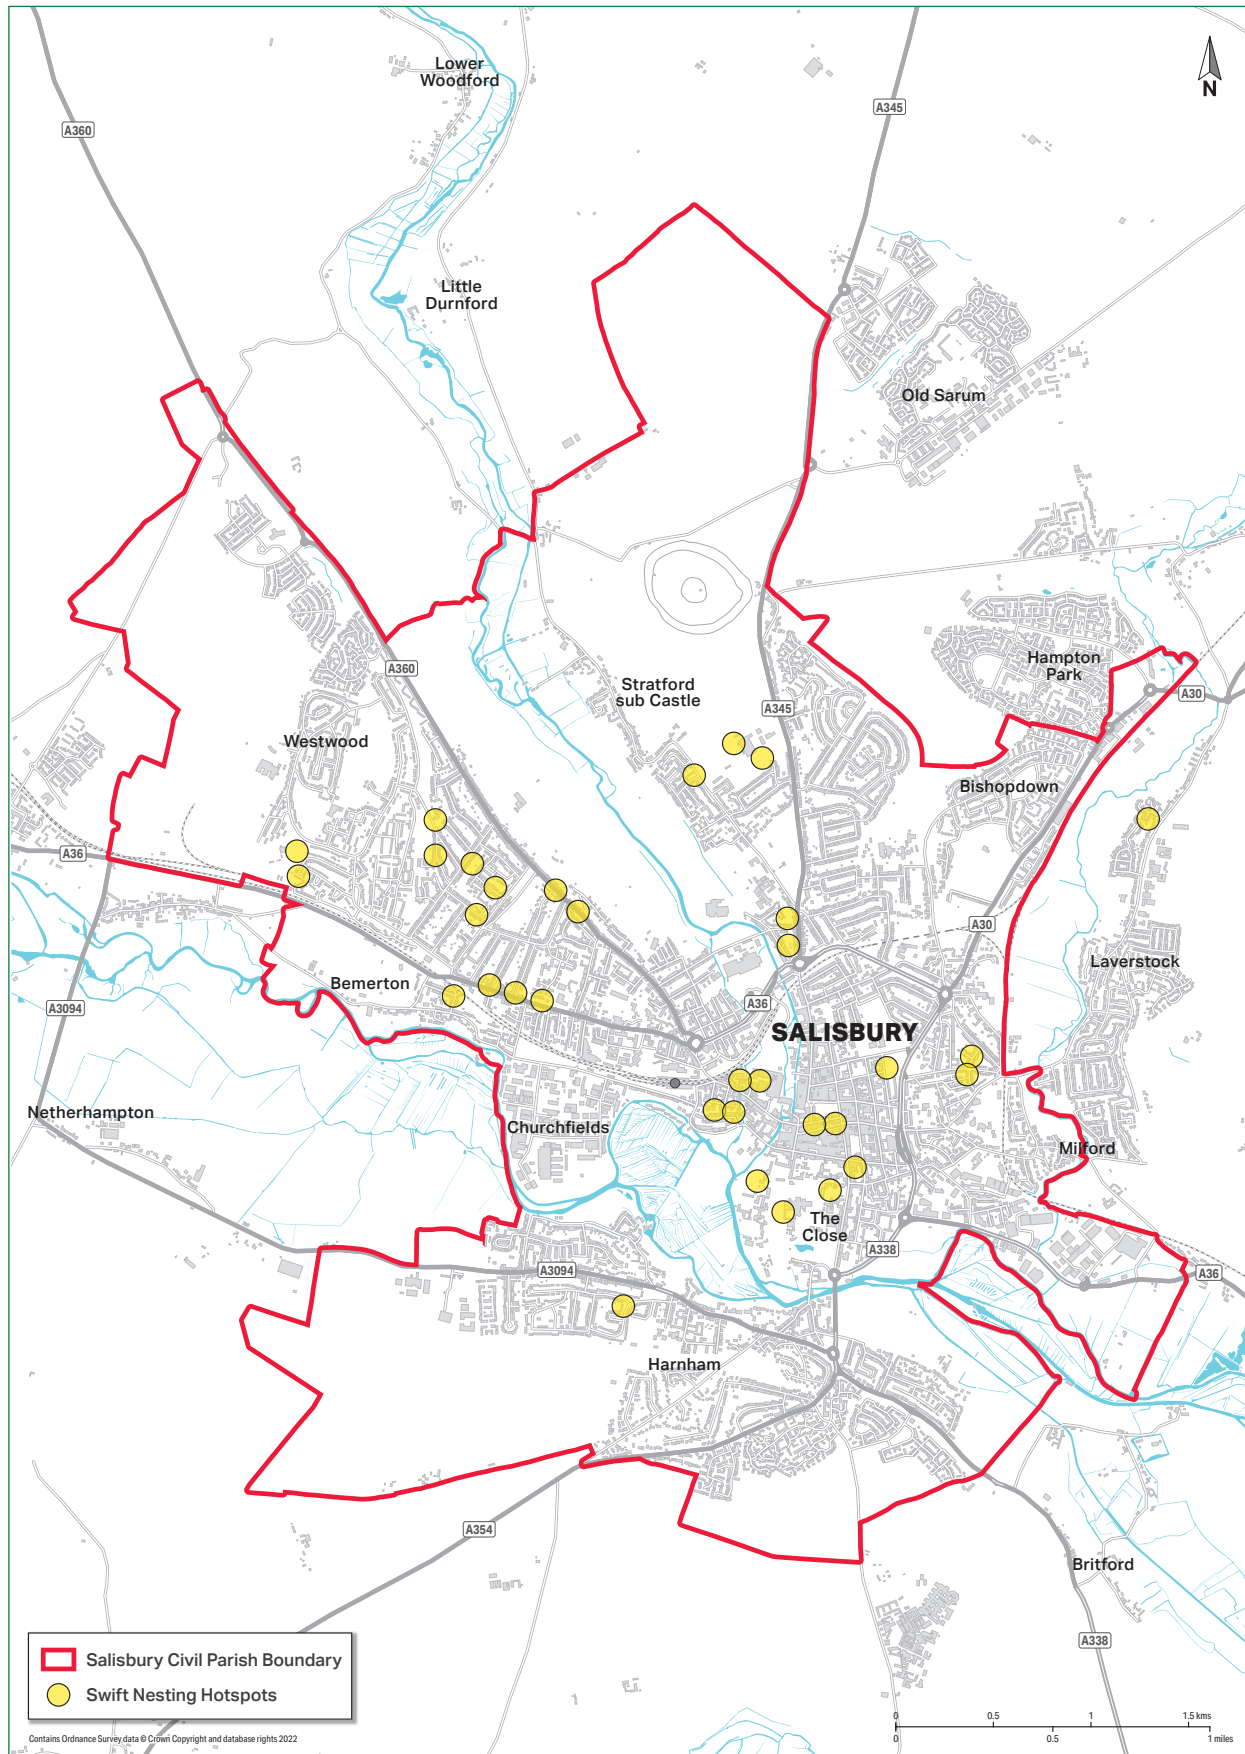 Lower
Woodford
N
A345
A360
Little
Durnford
Old Sarum
Hampton
Park
A360
Stratford
sub Castle
A30
A345
Westwood
Bishopdown
A36
A30
Laverstock
Bemerton
A36
A3094
SALISBURY
Netherhampton
Churchfields
Milford
The
Close
A338
A3094
A36
Harnham
A354
Britford
A338
Salisbury Civil Parish Boundary
Swift Nesting Hotspots
0 0.5 1 1.5 kms
0 0.5 1 miles
Contains Ordnance Survey data © Crown Copyright and database rights 2022